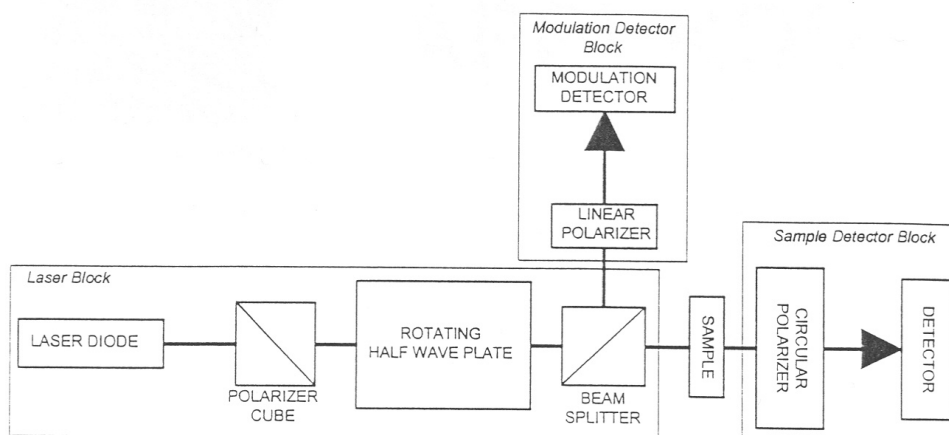 Modulation Detector
Block
MODULATION
DETECTOR
LINEAR
POLARIZER
Sample Detector Block
Laser Block
LASER DIODE
POLARIZER
CUBE
ROTATING
HALF WAVE PLATE
BEAM
SPLITTER
SAMPLE
CIRCULAR
POLARIZER
DETECTOR